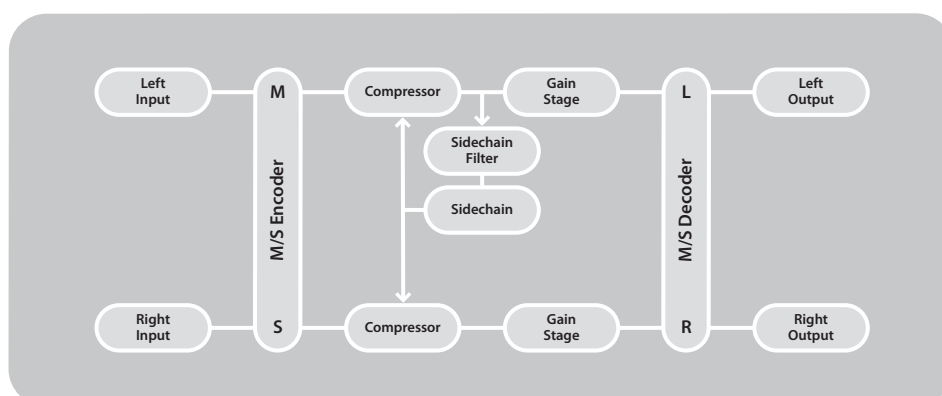 Left
Input
M
Compressor
Gain
Stage
L
Left
Output
Sidechain
Filter
Sidechain
M/S Encoder
M/S Decoder
Right
Input
S
Compressor
Gain
Stage
R
Right
Output